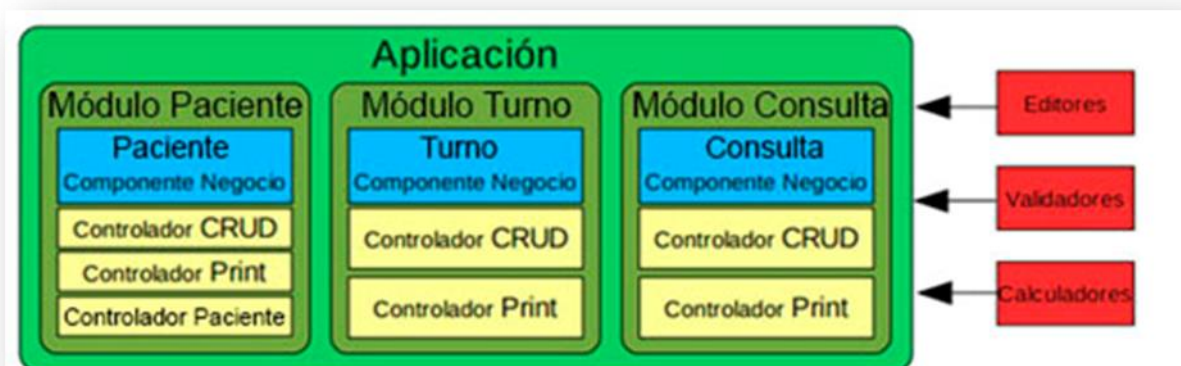 Aplicación
Módulo Paciente
Paciente
Componente Negocio
Controlador CRUD
Controlador Print
Controlador Paciente
Módulo Turno
Turno
Componente Negocio
Controlador CRUD
Controlador Print
Módulo Consulta
Consulta
Componente Negocio
Controlador CRUD
Controlador Print
Editores
Validadores
Calculadores